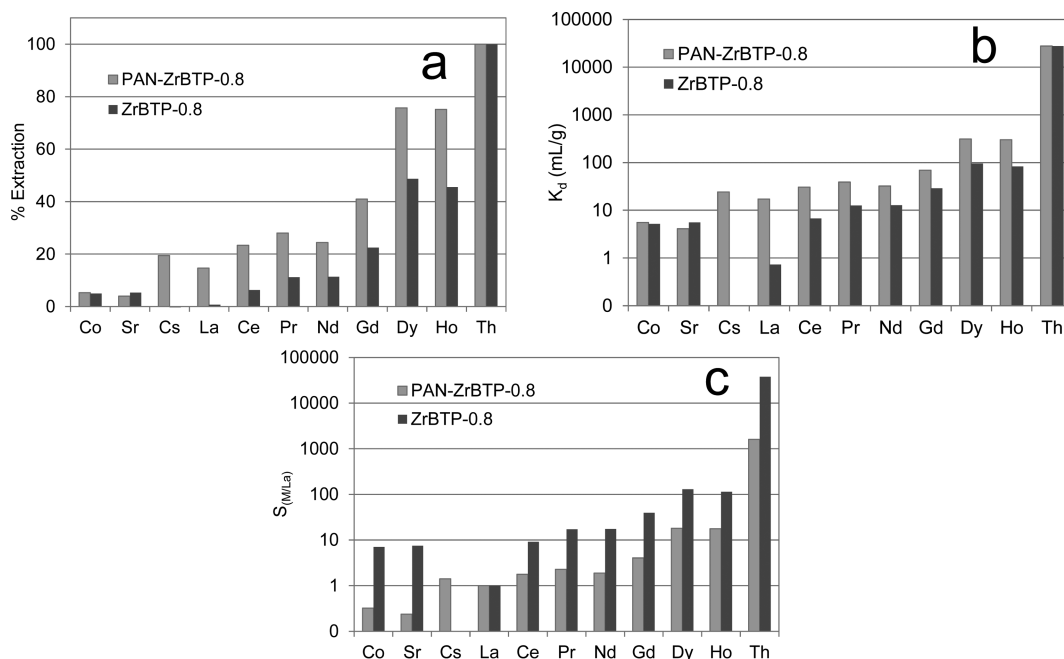 a
100
80
60
40
20
0
% Extraction
PAN-ZrBTP-0.8
ZrBTP-0.8
Co Sr Cs La Ce Pr Nd Gd Dy Ho Th
b
100000
10000
1000
100
10
1
0
Kd (mL/g)
PAN-ZrBTP-0.8
ZrBTP-0.8
Co Sr Cs La Ce Pr Nd Gd Dy Ho Th
c
100000
10000
1000
100
10
1
0
S(M/La)
PAN-ZrBTP-0.8
ZrBTP-0.8
Co Sr Cs La Ce Pr Nd Gd Dy Ho Th